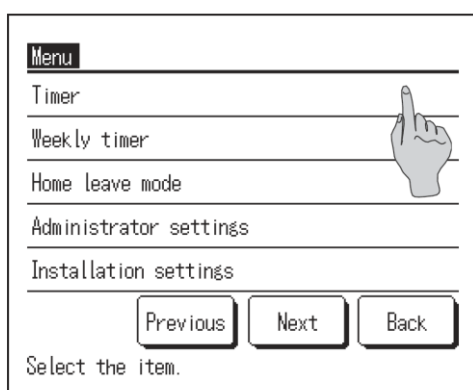 Menu
Timer
Weekly timer
Home leave mode
Administrator settings
Installation settings
Previous Next Back
Select the item.